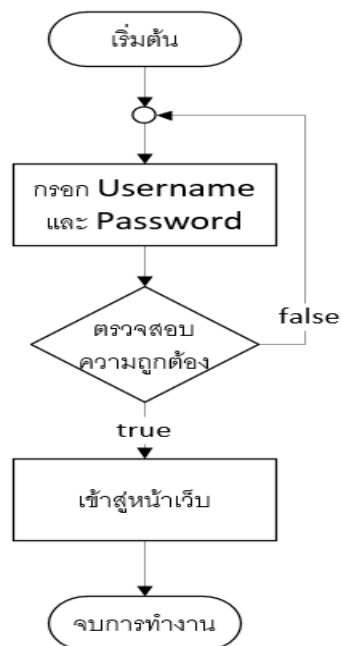 เริ่มต้น
กรอก Username
และ Password
ตรวจสอบ
ความถูกต้อง
false
true
เข้าสู่หน้าเว็บ
จบการทำงาน